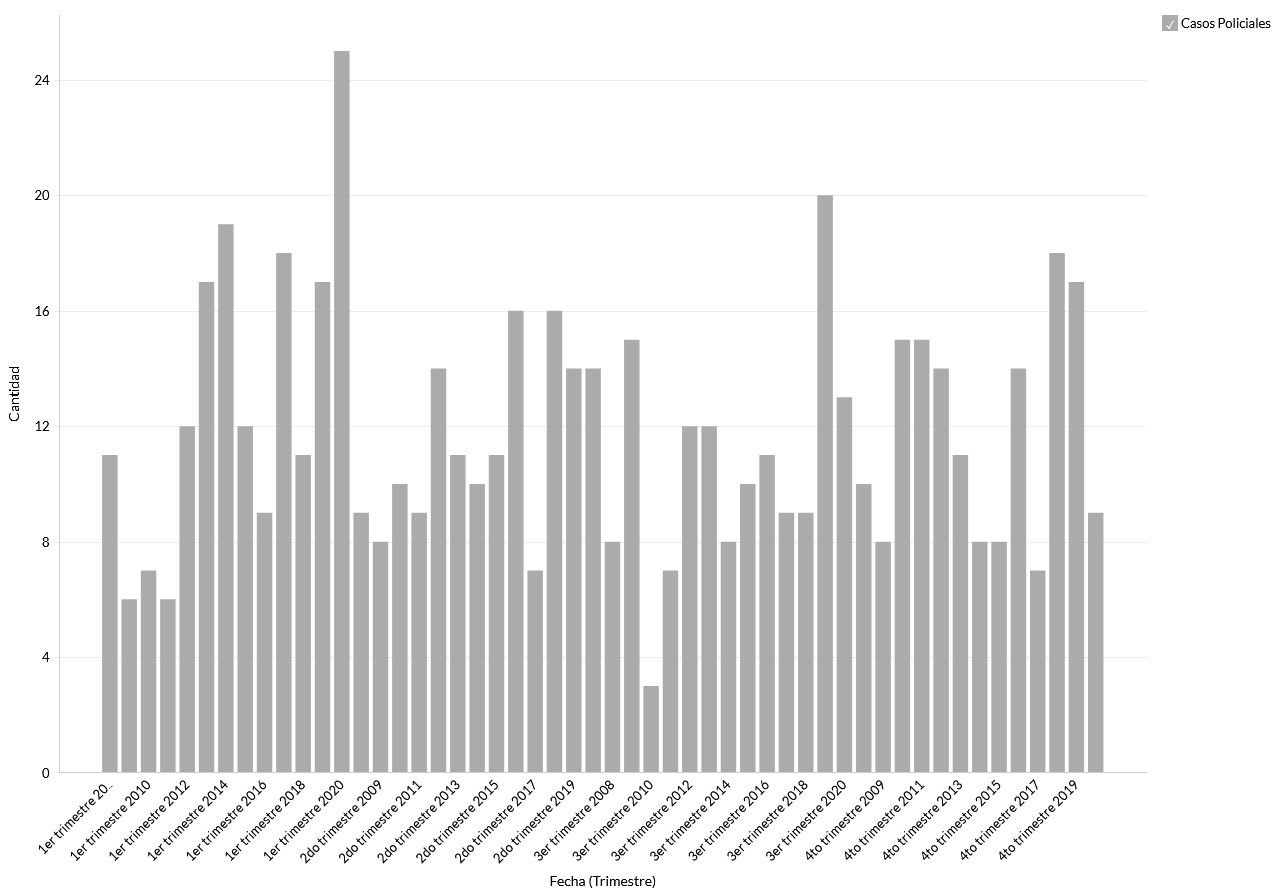 Casos Policiales
24
20
16
12
8
4
0
Cantidad
1er trimestre 20..
1er trimestre 2010
1er trimestre 2012
1er trimestre 2014
1er trimestre 2016
1er trimestre 2018
1er trimestre 2020
2do trimestre 2009
2do trimestre 2011
2do trimestre 2013
2do trimestre 2015
2do trimestre 2017
2do trimestre 2019
3er trimestre 2008
3er trimestre 2010
3er trimestre 2012
3er trimestre 2014
3er trimestre 2016
3er trimestre 2018
3er trimestre 2020
4to trimestre 2009
4to trimestre 2011
4to trimestre 2013
4to trimestre 2015
4to trimestre 2017
4to trimestre 2019
Fecha (Trimestre)